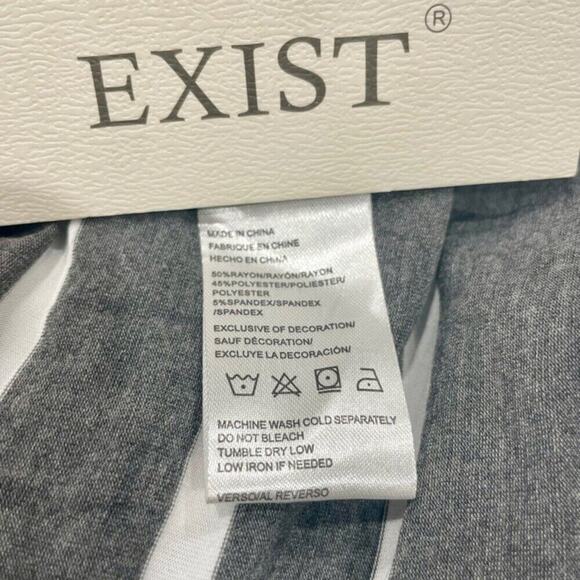 EXIST®
MADE IN CHINA
FABRIQUE EN CHINE
HECHO EN CHINA
50%RAYON/RAYÓN/RAYON
45%POLYESTER/POLIESTER/
POLYESTER
5%SPANDEX/SPANDEX
/SPANDEX
EXCLUSIVE OF DECORATION/
SAUF DÉCORATION/
EXCLUYE LA DECORACIÓN/
MACHINE WASH COLD SEPARATELY
DO NOT BLEACH
TUMBLE DRY LOW
LOW IRON IF NEEDED
VERSO/AL REVERSO